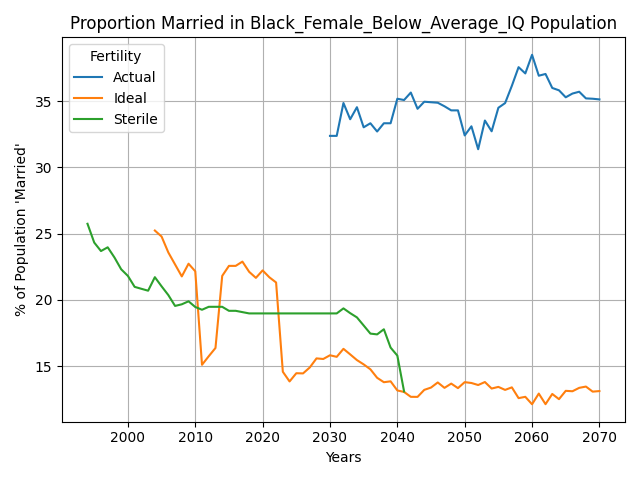 Proportion Married in Black_Female_Below_Average_IQ Population
Fertility
Actual
Ideal
Sterile
% of Population 'Married'
35
30
25
20
15
2000
2010
2020
2030
2040
2050
2060
2070
Years